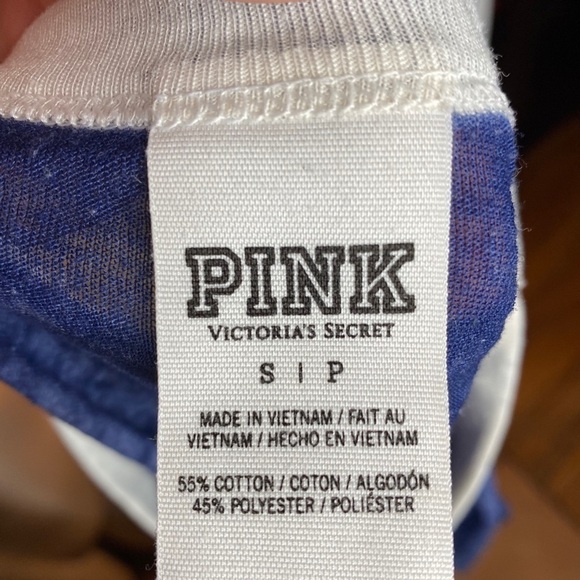 PINK
VICTORIA'S SECRET
S | P
MADE IN VIETNAM / FAIT AU
VIETNAM / HECHO EN VIETNAM
55% COTTON / COTON / ALGODÓN
45% POLYESTER / POLIÉSTER